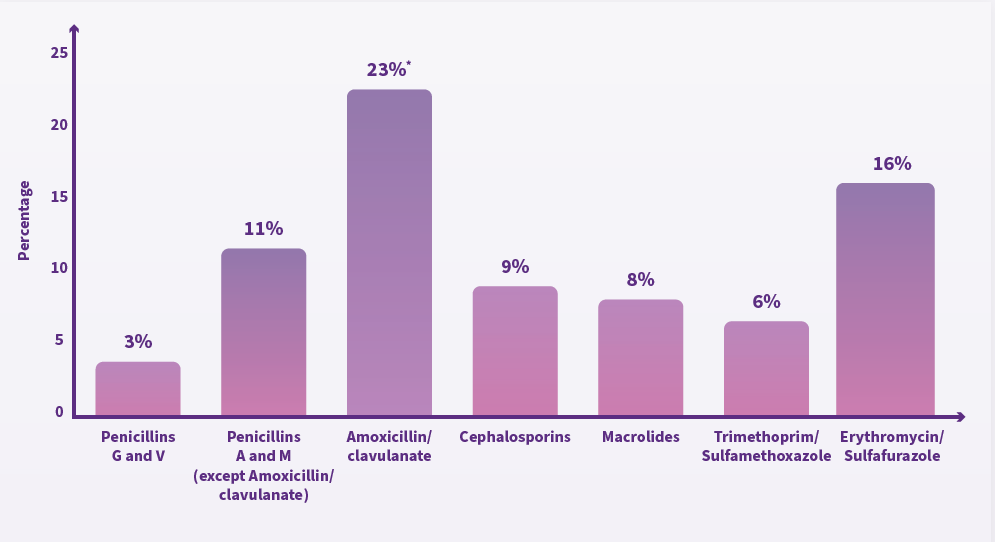 25
20
15
10
5
0
Percentage
3%
11%
23%*
9%
8%
6%
16%
Penicillins
G and V
Penicillins
A and M
(except Amoxicillin/
clavulanate)
Amoxicillin/
clavulanate
Cephalosporins
Macrolides
Trimethoprim/
Sulfamethoxazole
Erythromycin/
Sulfafurazole